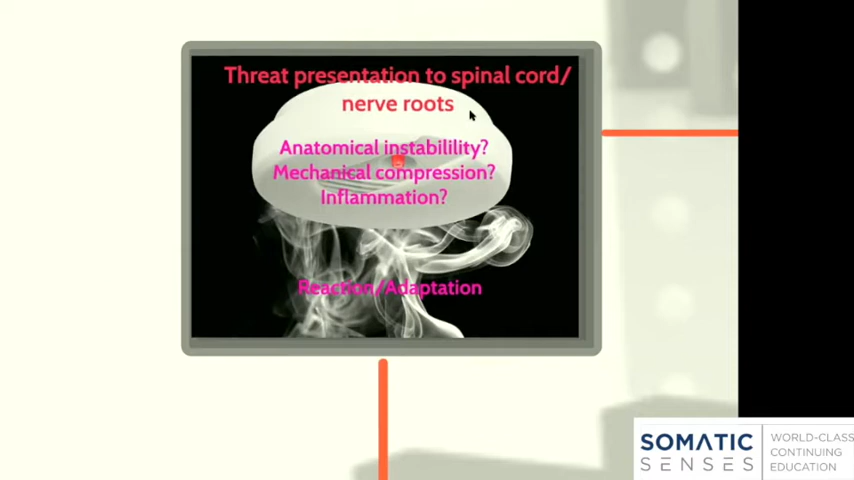 Threat presentation to spinal cord/
nerve roots
Anatomical instabilility?
Mechanical compression?
Inflammation?
Reaction/Adaptation
SOMATIC
SENSES
WORLD-CLASS
CONTINUING
EDUCATION